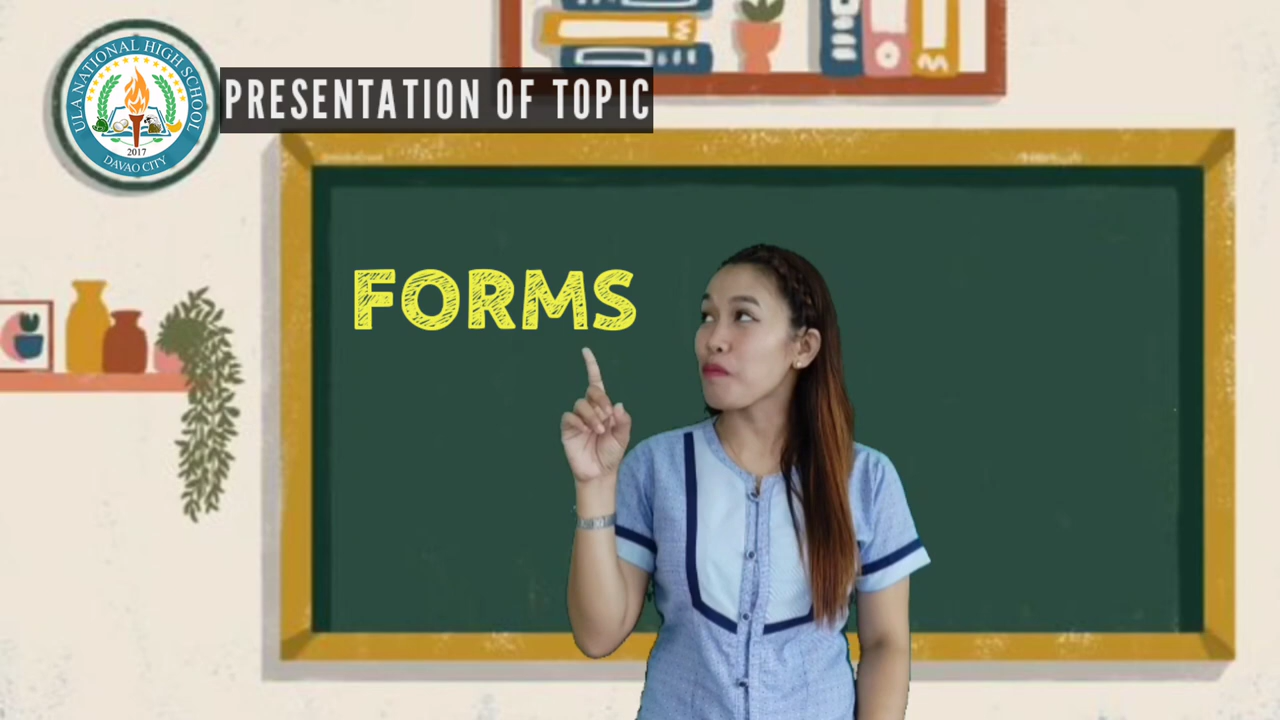 ULA NATIONAL HIGH SCHOOL
2017
DAVAO CITY
PRESENTATION OF TOPIC
FORMS